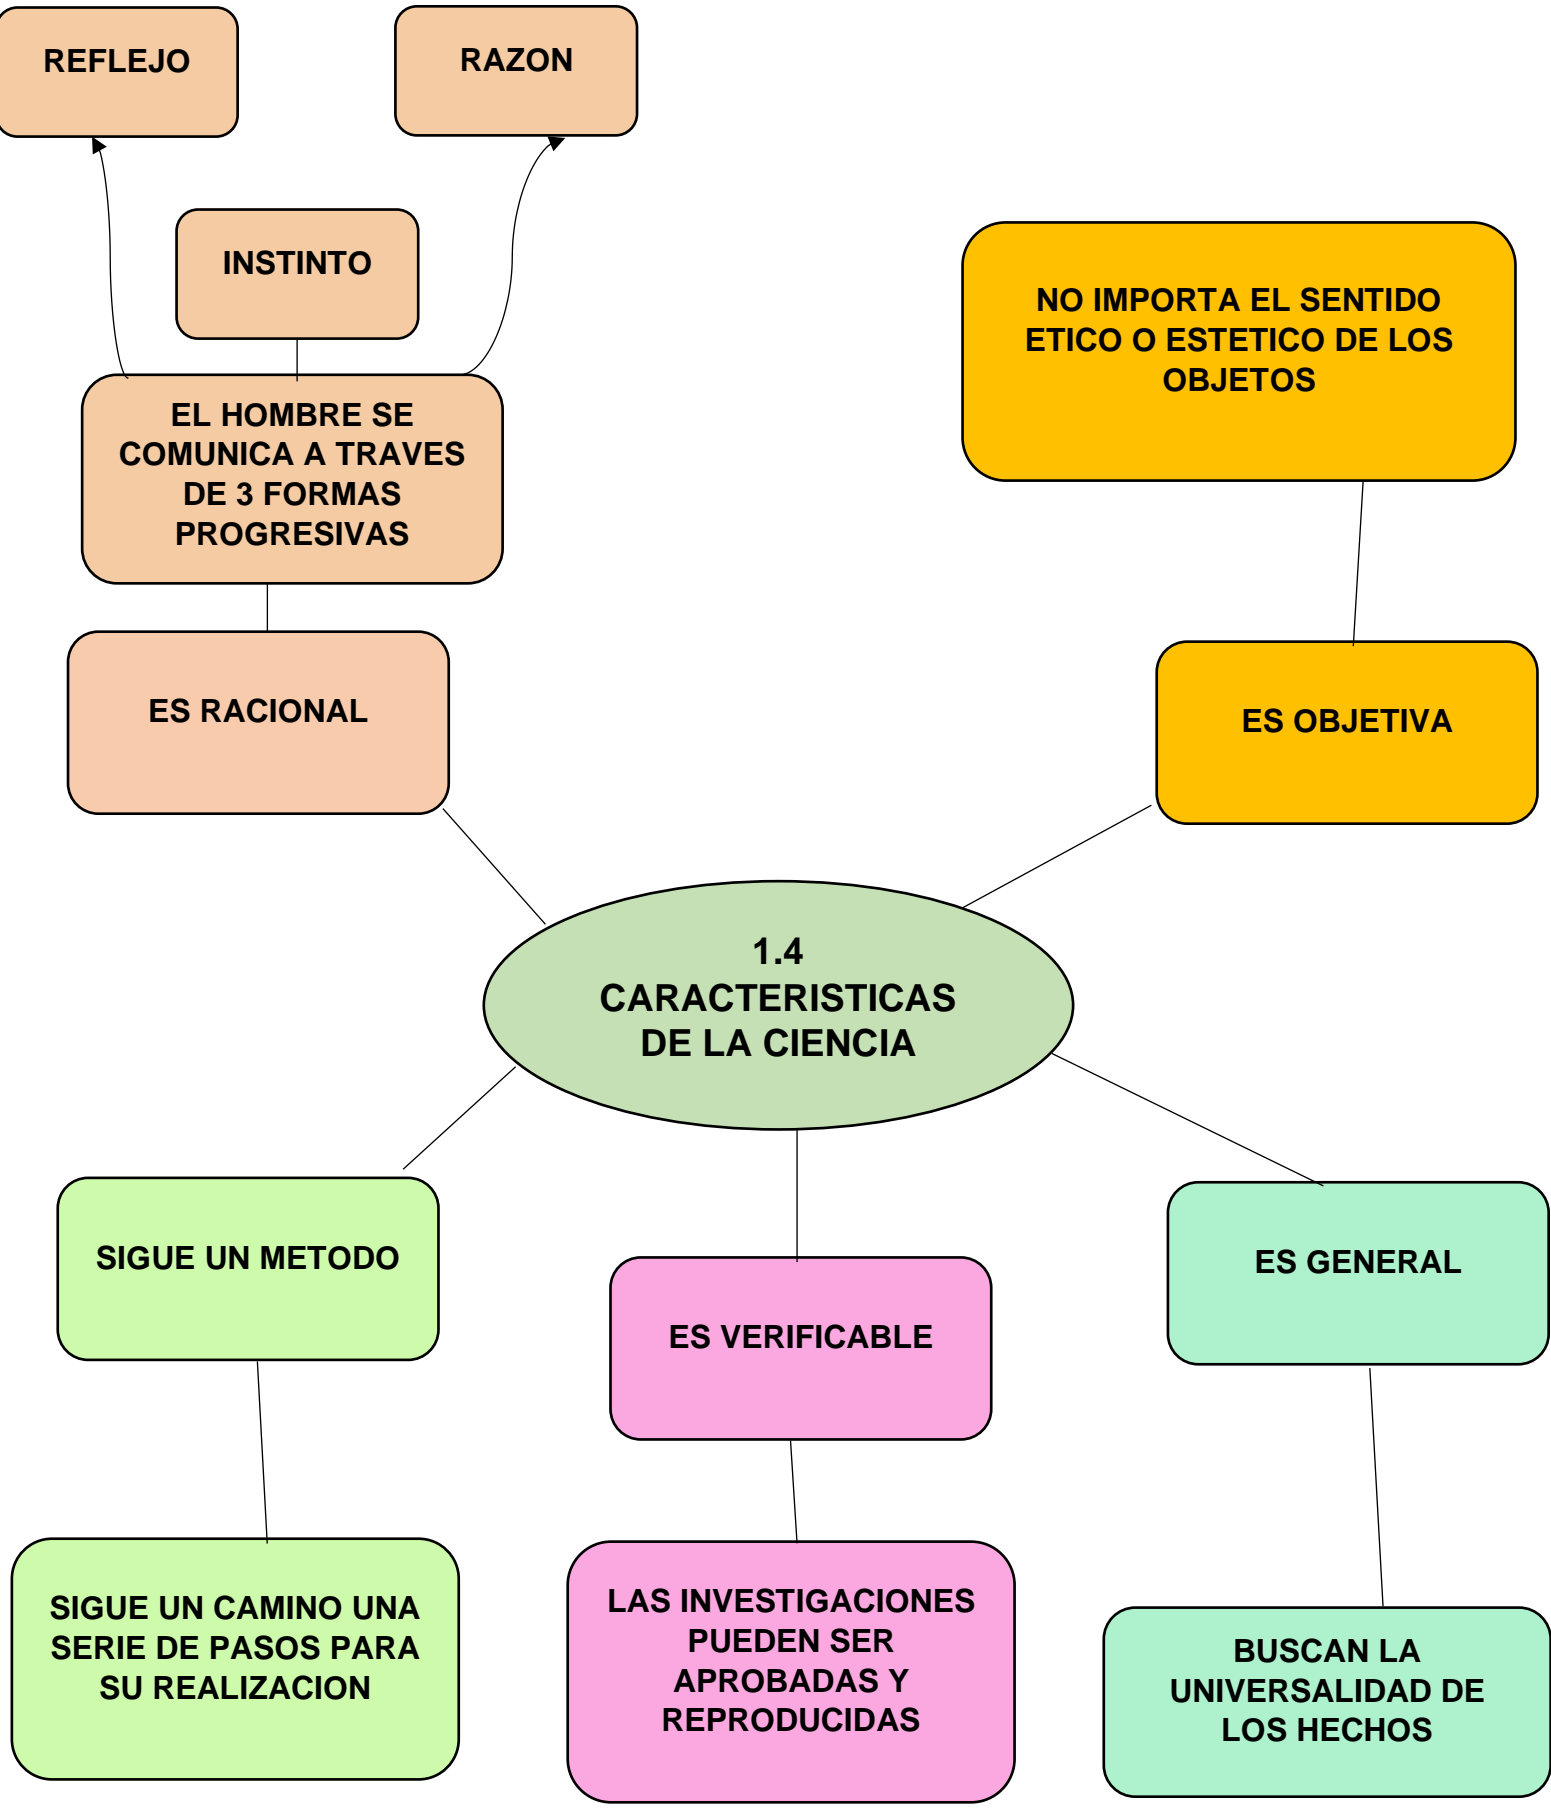 REFLEJO
RAZON
INSTINTO
NO IMPORTA EL SENTIDO
ETICO O ESTETICO DE LOS
OBJETOS
EL HOMBRE SE
COMUNICA A TRAVES
DE 3 FORMAS
PROGRESIVAS
ES RACIONAL
ES OBJETIVA
1.4
CARACTERISTICAS
DE LA CIENCIA
SIGUE UN METODO
ES VERIFICABLE
ES GENERAL
SIGUE UN CAMINO UNA
SERIE DE PASOS PARA
SU REALIZACION
LAS INVESTIGACIONES
PUEDEN SER
APROBADAS Y
REPRODUCIDAS
BUSCAN LA
UNIVERSALIDAD DE
LOS HECHOS